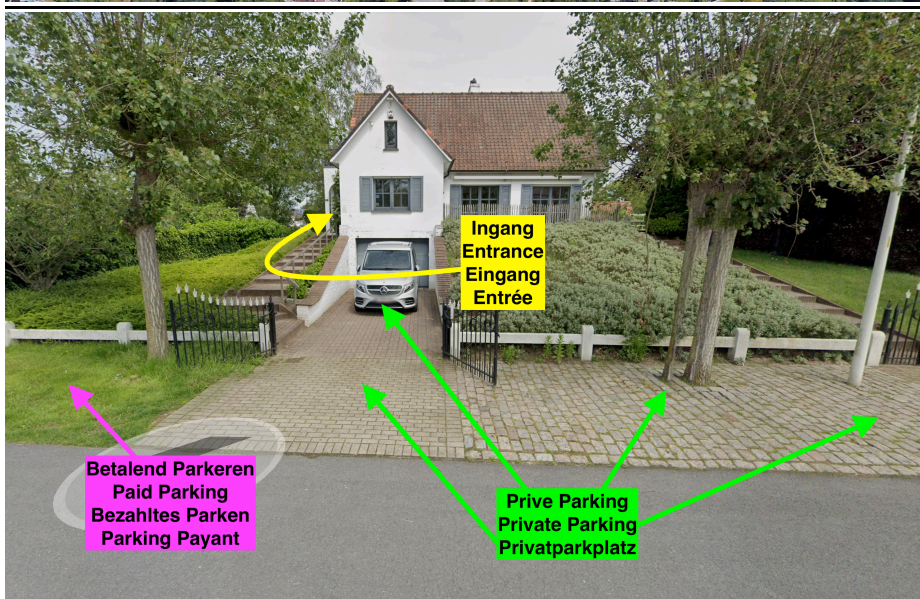 Ingang
Entrance
Eingang
Entrée
Betalend Parkeren
Paid Parking
Bezahltes Parken
Parking Payant
Prive Parking
Private Parking
Privatparkplatz